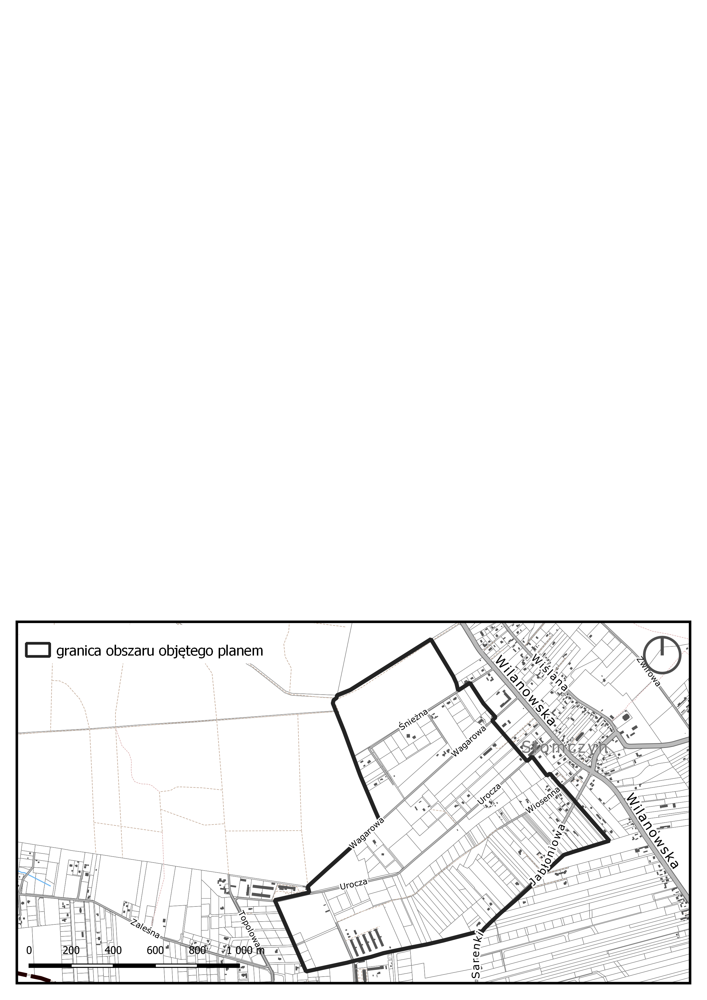 granica obszaru objętego planem
Wilanowska
Wiślana
Żwirowa
Śnieżna
Wagarowa
Słomczyn
Urocza
Wiosenna
Wilanowska
Wagarowa
Jabłoniowa
Urocza
Topolowa
Zaleśna
Sarenki
0 200 400 600 800 1 000 m